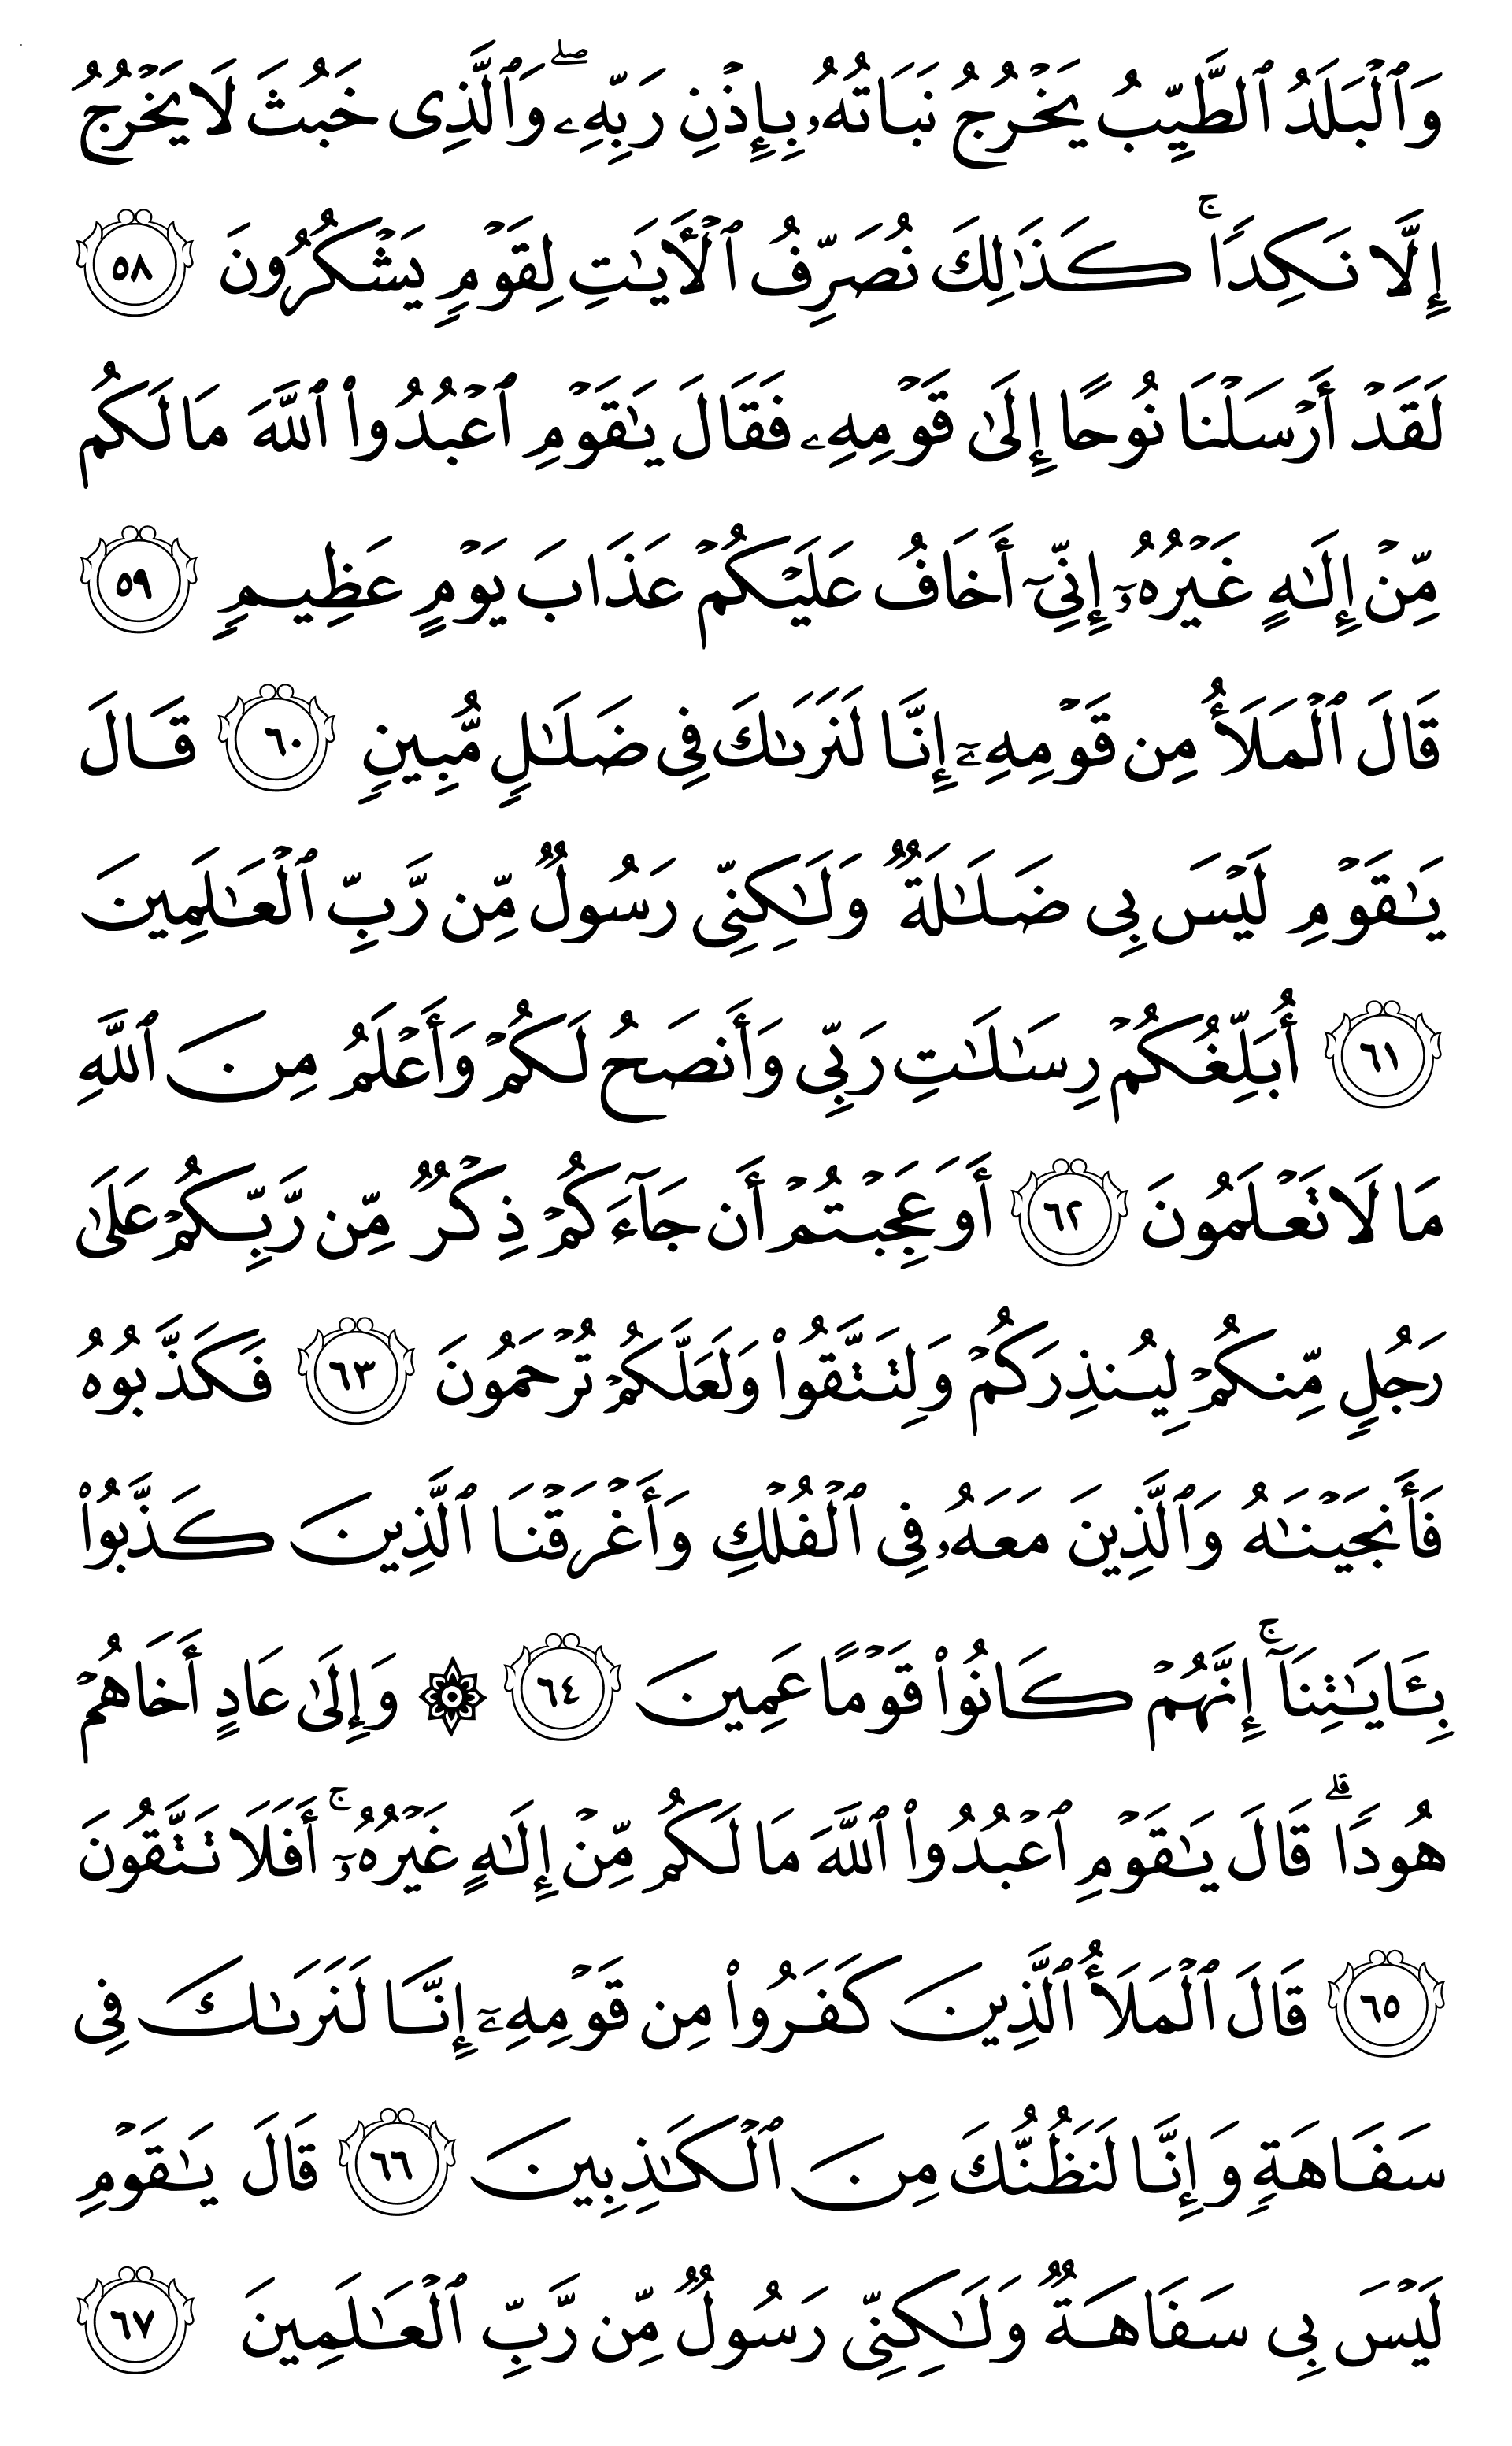 وَٱلْبَلَدُ ٱلطَّيِّبُ يَخْرُجُ نَبَاتُهُۥ بِإِذْنِ رَبِّهِۦ ۖ وَٱلَّذِى خَبُثَ لَا يَخْرُجُ
إِلَّا نَكِدًا ۚ كَذَٰلِكَ نُصَرِّفُ ٱلْـَٔايَـٰتِ لِقَوْمٍ يَشْكُرُونَ ٥٨
لَقَدْ أَرْسَلْنَا نُوحًا إِلَىٰ قَوْمِهِۦ فَقَالَ يَـٰقَوْمِ ٱعْبُدُوا۟ ٱللَّهَ مَا لَكُم
مِّنْ إِلَـٰهٍ غَيْرُهُۥٓ إِنِّىٓ أَخَافُ عَلَيْكُمْ عَذَابَ يَوْمٍ عَظِيمٍ ٥٩
قَالَ ٱلْمَلَأُ مِن قَوْمِهِۦٓ إِنَّا لَنَرَىٰكَ فِى ضَلَـٰلٍ مُّبِينٍ ٦٠ قَالَ
يَـٰقَوْمِ لَيْسَ بِى ضَلَـٰلَةٌ وَلَـٰكِنِّى رَسُولٌ مِّن رَّبِّ ٱلْعَـٰلَمِينَ
٦١ أُبَلِّغُكُمْ رِسَـٰلَـٰتِ رَبِّى وَأَنصَحُ لَكُمْ وَأَعْلَمُ مِنَ ٱللَّهِ
مَا لَا تَعْلَمُونَ ٦٢ أَوَعَجِبْتُمْ أَن جَآءَكُمْ ذِكْرٌ مِّن رَّبِّكُمْ عَلَىٰ
رَجُلٍ مِّنكُمْ لِيُنذِرَكُمْ وَلِتَتَّقُوا۟ وَلَعَلَّكُمْ تُرْحَمُونَ ٦٣ فَكَذَّبُوهُ
فَأَنجَيْنَـٰهُ وَٱلَّذِينَ مَعَهُۥ فِى ٱلْفُلْكِ وَأَغْرَقْنَا ٱلَّذِينَ كَذَّبُوا۟
بِـَٔايَـٰتِنَآ ۚ إِنَّهُمْ كَانُوا۟ قَوْمًا عَمِينَ ٦٤ ۞ وَإِلَىٰ عَادٍ أَخَاهُمْ
هُودًا ۗ قَالَ يَـٰقَوْمِ ٱعْبُدُوا۟ ٱللَّهَ مَا لَكُم مِّنْ إِلَـٰهٍ غَيْرُهُۥٓ ۚ أَفَلَا تَتَّقُونَ
٦٥ قَالَ ٱلْمَلَأُ ٱلَّذِينَ كَفَرُوا۟ مِن قَوْمِهِۦٓ إِنَّا لَنَرَىٰكَ فِى
سَفَاهَةٍ وَإِنَّا لَنَظُنُّكَ مِنَ ٱلْكَـٰذِبِينَ ٦٦ قَالَ يَـٰقَوْمِ
لَيْسَ بِى سَفَاهَةٌ وَلَـٰكِنِّى رَسُولٌ مِّن رَّبِّ ٱلْعَـٰلَمِينَ ٦٧